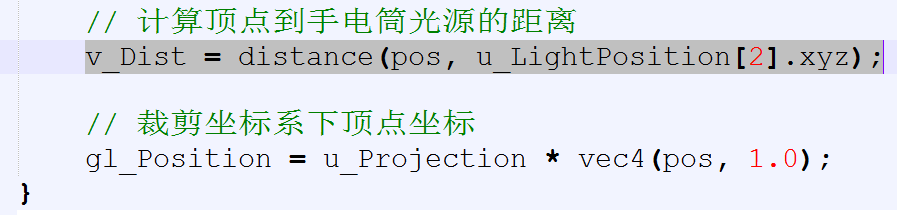 // 计算顶点到手电筒光源的距离
v_Dist = distance(pos, u_LightPosition[2].xyz);
// 裁剪坐标系下顶点坐标
gl_Position = u_Projection * vec4(pos, 1.0);
}